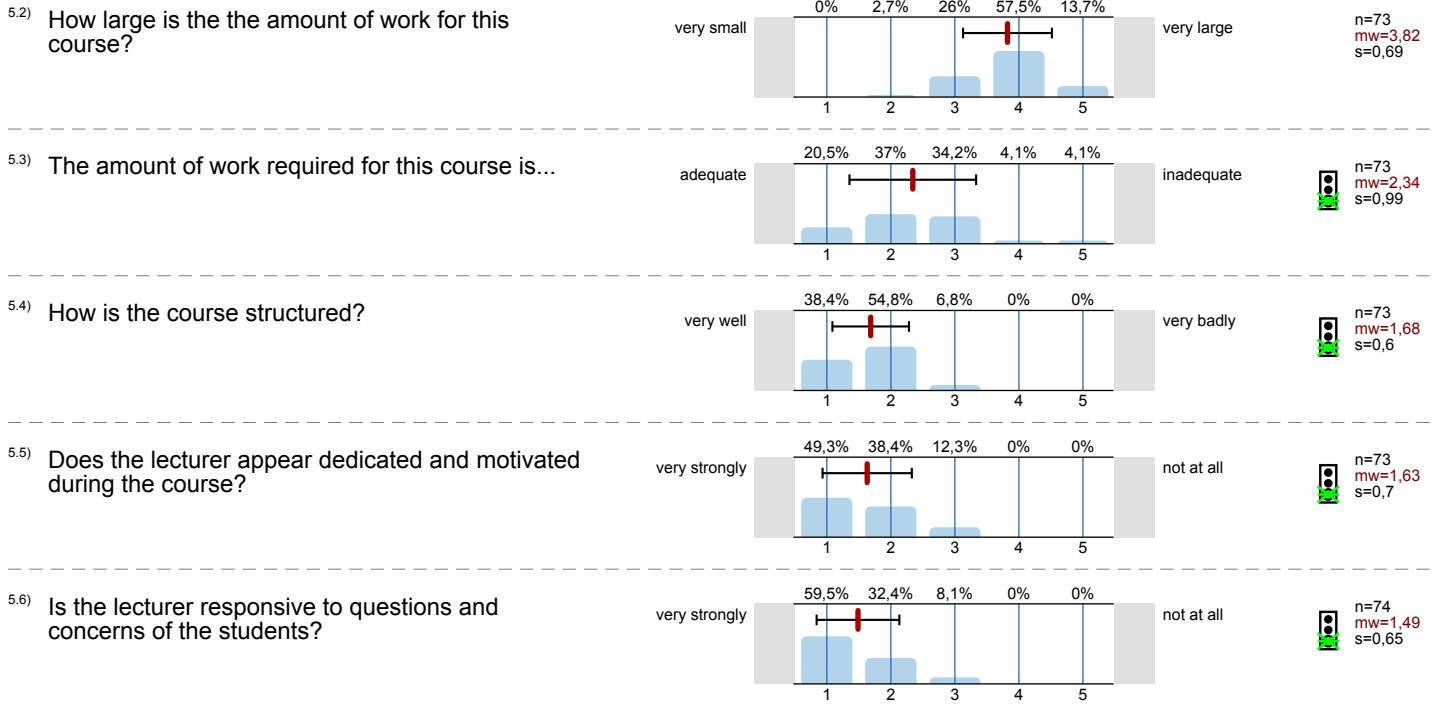 5.2) How large is the the amount of work for this
course?
0% 2,7% 26% 57,5% 13,7%
very small very large
1 2 3 4 5
n=73
mw=3,82
s=0,69
5.3) The amount of work required for this course is...
20,5% 37% 34,2% 4,1% 4,1%
adequate inadequate
1 2 3 4 5
n=73
mw=2,34
s=0,99
5.4) How is the course structured?
38,4% 54,8% 6,8% 0% 0%
very well very badly
1 2 3 4 5
n=73
mw=1,68
s=0,6
5.5) Does the lecturer appear dedicated and motivated
during the course?
49,3% 38,4% 12,3% 0% 0%
very strongly not at all
1 2 3 4 5
n=73
mw=1,63
s=0,7
5.6) Is the lecturer responsive to questions and
concerns of the students?
59,5% 32,4% 8,1% 0% 0%
very strongly not at all
1 2 3 4 5
n=74
mw=1,49
s=0,65